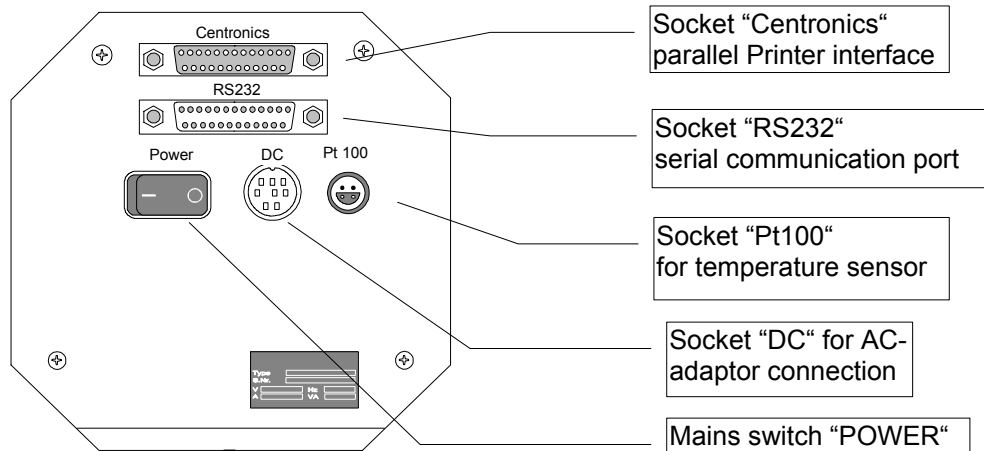 Centronics
RS232
Power
DC
Pt 100
Type
S.Nr.
V
Hz
A
VA
Socket “Centronics“
parallel Printer interface
Socket “RS232“
serial communication port
Socket “Pt100“
for temperature sensor
Socket “DC“ for AC-
adaptor connection
Mains switch “POWER“